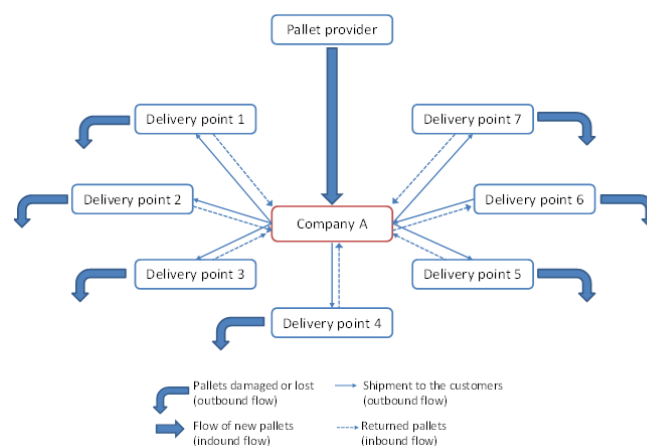 Pallet provider
Delivery point 1
Delivery point 7
Delivery point 2
Delivery point 6
Company A
Delivery point 3
Delivery point 5
Delivery point 4
Pallets damaged or lost
(outbound flow)
Shipment to the customers
(outbound flow)
Flow of new pallets
(indound flow)
Returned pallets
(inbound flow)